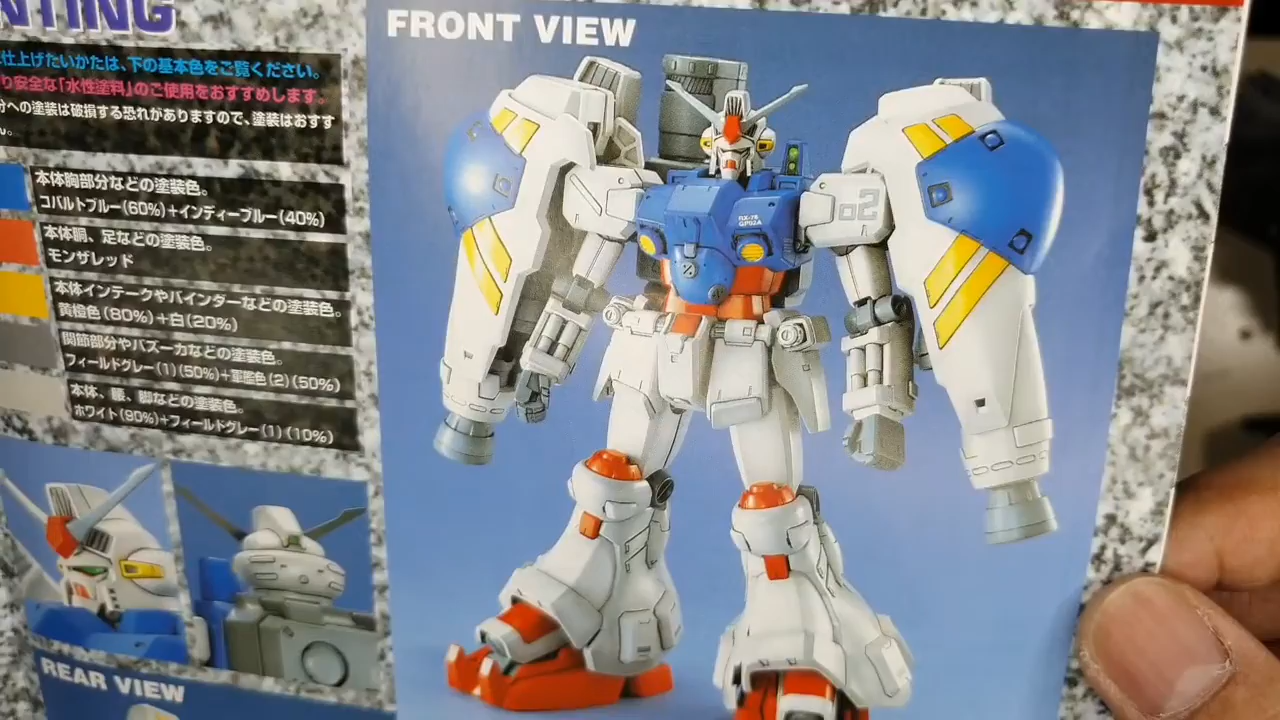 NTING
仕上げたいかたは、下の基本色をご覧ください。
り安全な「水性塗料」のご使用をおすすめします。
分への塗装は破損する恐れがありますので、塗装はおすす
ん。
本体胸部分などの塗装色。
コバルトブルー(60%)+インディーブルー(40%)
本体胴、足などの塗装色。
モンザレッド
本体インテークやバインダーなどの塗装色。
黄橙色(80%)+白(20%)
関節部分やバズーカなどの塗装色。
フィールドグレー(1)(50%)+軍艦色(2)(50%)
本体、腰、脚などの塗装色。
ホワイト(90%)+フィールドグレー(1)(10%)
REAR VIEW
FRONT VIEW
RX-78
GP02A
02